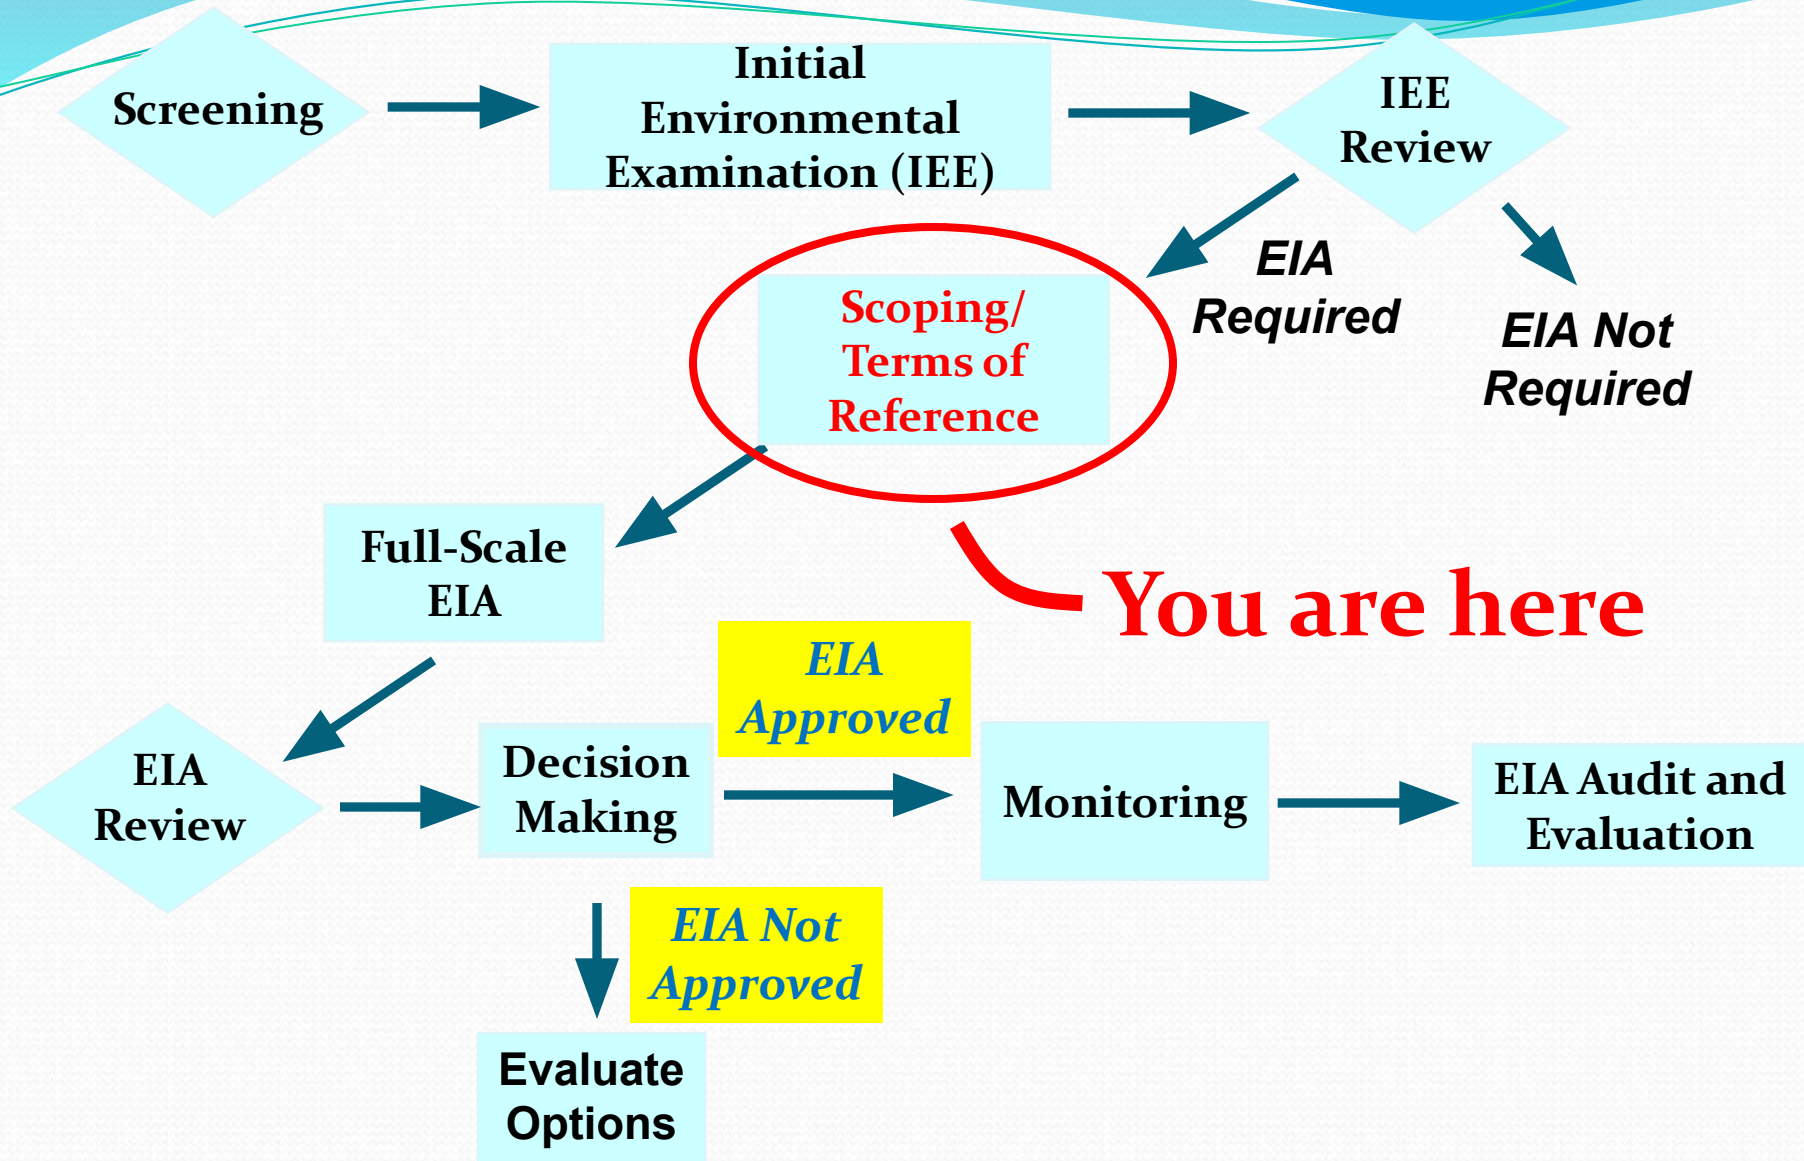 Screening
Initial
Environmental
Examination (IEE)
IEE
Review
EIA
Required
EIA Not
Required
Scoping/
Terms of
Reference
Full-Scale
EIA
You are here
EIA
Review
Decision
Making
EIA
Approved
Monitoring
EIA Audit and
Evaluation
EIA Not
Approved
Evaluate
Options